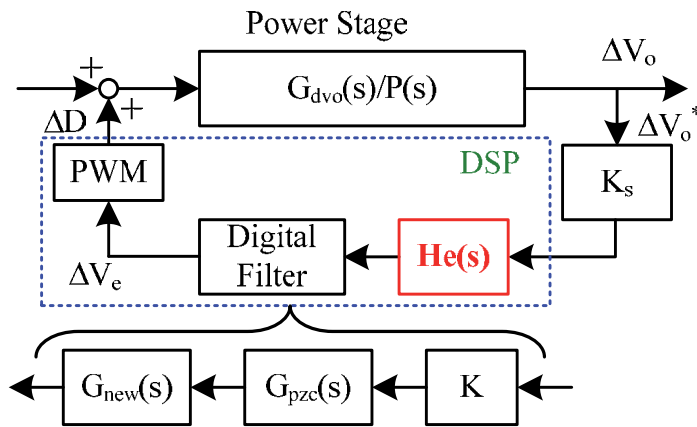 Power Stage
ΔVo
+
Gdvo(s)/P(s)
+
ΔD
ΔVo*
DSP
PWM
Ks
Digital
Filter
He(s)
ΔVe
Gnew(s)
Gpzc(s)
K